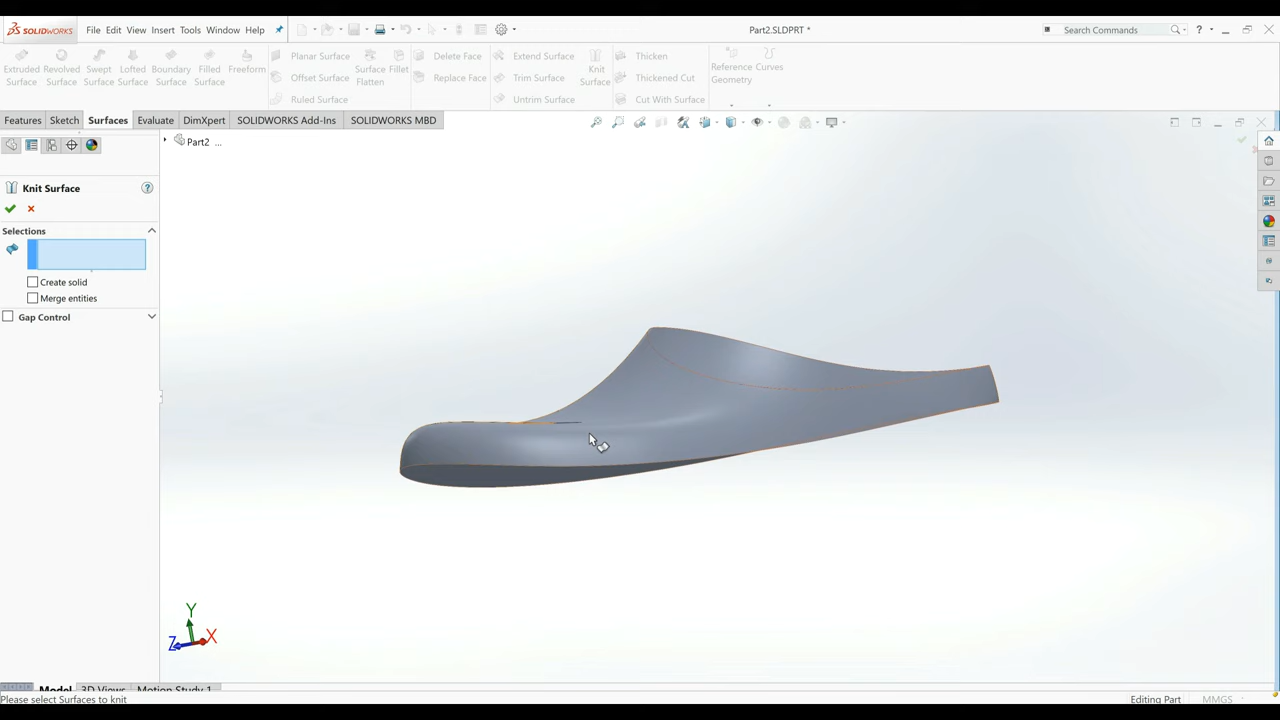 SOLIDWORKS File Edit View Insert Tools Window Help Part2.SLDPRT * Search Commands ?
Extruded Surface
Revolved Surface
Swept Surface
Lofted Surface
Boundary Surface
Filled Surface
Freeform
Planar Surface
Offset Surface
Ruled Surface
Surface Flatten
Fillet
Delete Face
Replace Face
Extend Surface
Trim Surface
Untrim Surface
Knit Surface
Thicken
Thickened Cut
Cut With Surface
Reference Geometry
Curves
Features Sketch Surfaces Evaluate DimXpert SOLIDWORKS Add-Ins SOLIDWORKS MBD
Part2 ...
Knit Surface ?
Selections
Create solid
Merge entities
Gap Control
Y
Z X
Model 3D Views Motion Study 1
Please select Surfaces to knit Editing Part MMGS